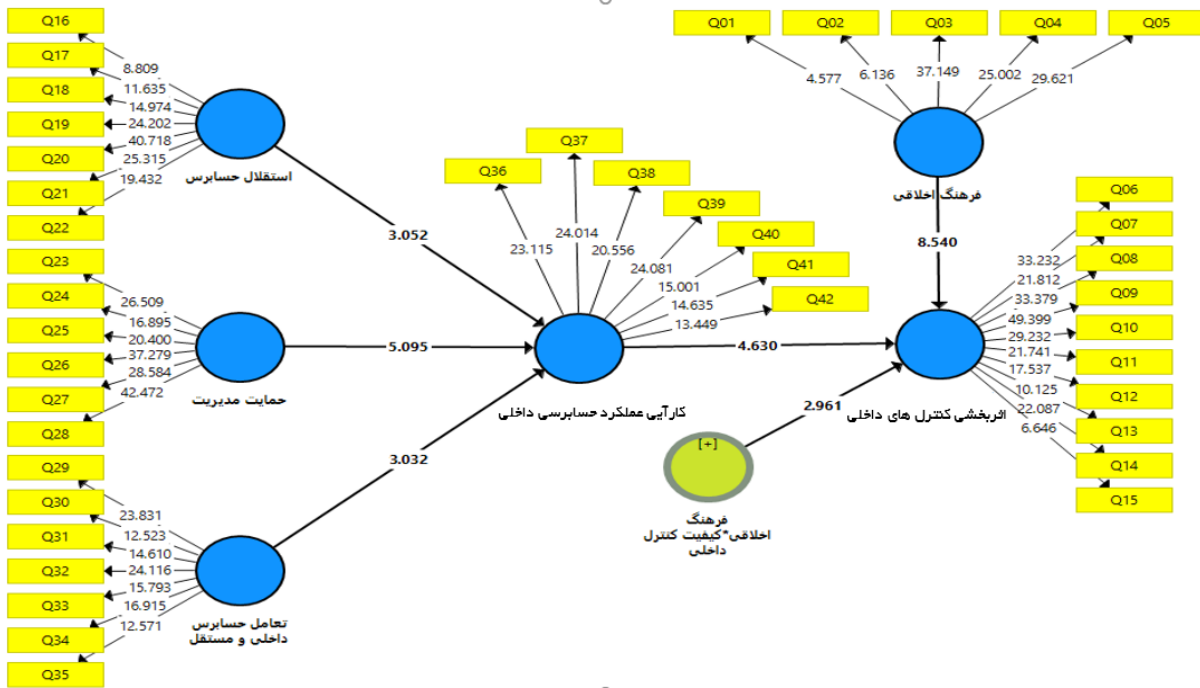 Q16
Q17
Q18
Q19
Q20
Q21
Q22
8.809
11.635
14.974
24.202
40.718
25.315
19.432
استقلال حسابرس
Q23
Q24
Q25
Q26
Q27
Q28
26.509
16.895
20.400
37.279
28.584
42.472
حمایت مدیریت
Q29
Q30
Q31
Q32
Q33
Q34
Q35
23.831
12.523
14.610
24.116
15.793
16.915
12.571
تعامل حسابرس
داخلی و مستقل
3.052
5.095
3.032
Q36
Q37
Q38
Q39
Q40
Q41
Q42
23.115
24.014
20.556
24.081
15.001
14.635
13.449
کارآیی عملکرد حسابرسی داخلی
4.630
Q01
Q02
Q03
Q04
Q05
4.577
6.136
37.149
25.002
29.621
فرهنگ اخلاقی
8.540
Q06
Q07
Q08
Q09
Q10
Q11
Q12
Q13
Q14
Q15
33.232
21.812
33.379
49.399
29.232
21.741
17.537
10.125
22.087
6.646
اثربخشی کنترل های داخلی
2.961
[+]
فرهنگ
اخلاقی*کیفیت کنترل
داخلی